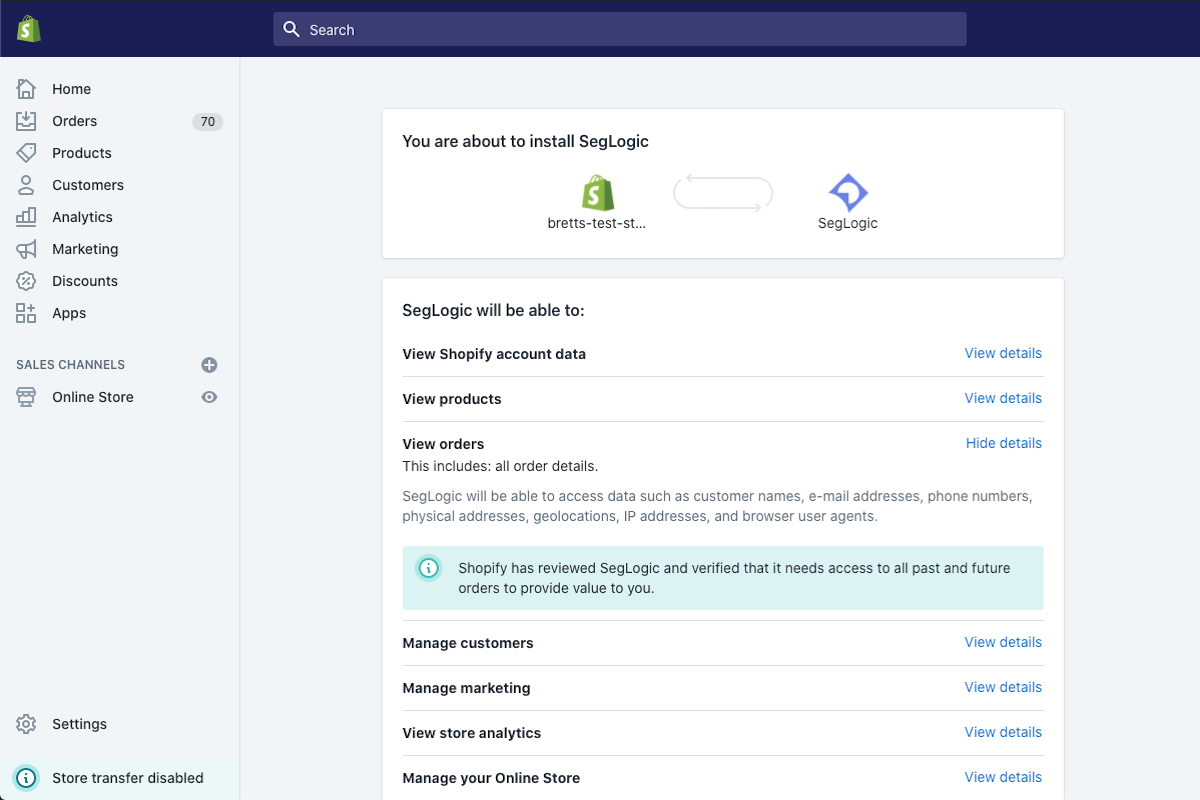 Search
Home
Orders 70
Products
Customers
Analytics
Marketing
Discounts
Apps
SALES CHANNELS
Online Store
Settings
Store transfer disabled
You are about to install SegLogic
bretts-test-st...
SegLogic
SegLogic will be able to:
View Shopify account data View details
View products View details
View orders Hide details
This includes: all order details.
SegLogic will be able to access data such as customer names, e-mail addresses, phone numbers,
physical addresses, geolocations, IP addresses, and browser user agents.
Shopify has reviewed SegLogic and verified that it needs access to all past and future
orders to provide value to you.
Manage customers View details
Manage marketing View details
View store analytics View details
Manage your Online Store View details